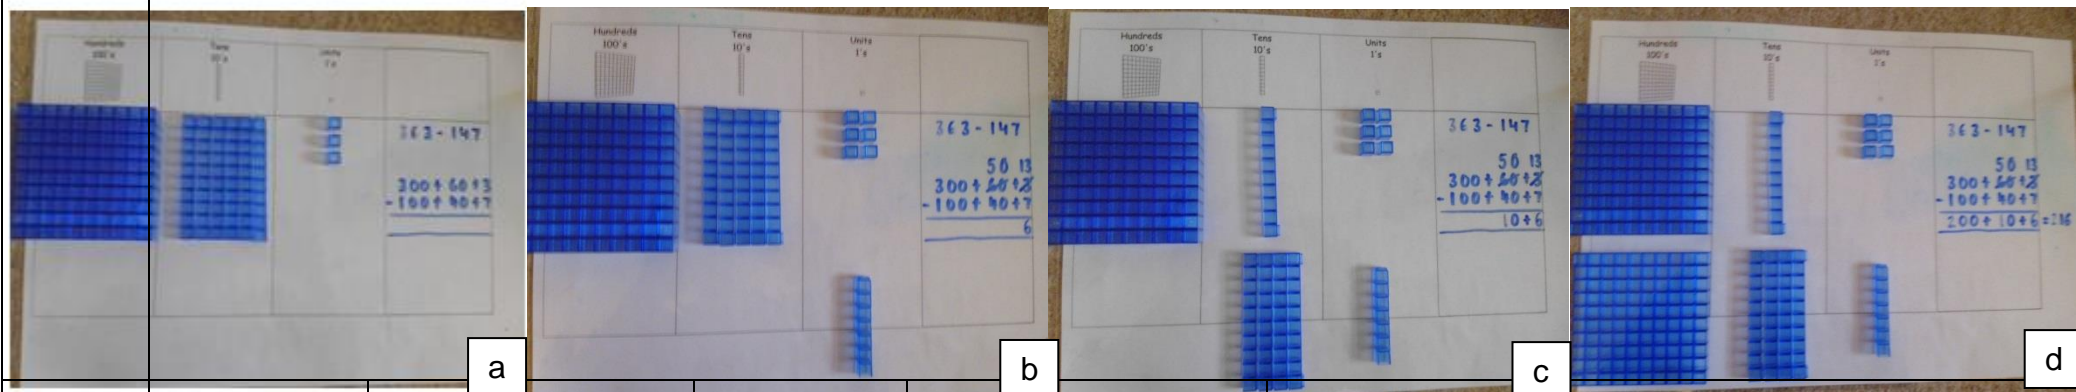 Hundreds Tens Units
100's 10's 1's
363 - 147
300 + 60 + 3
- 100 + 40 + 7
a
Hundreds Tens Units
100's 10's 1's
363 - 147
50 13
300 + 60 + 3
- 100 + 40 + 7
6
b
Hundreds Tens Units
100's 10's 1's
363 - 147
50 13
300 + 60 + 3
- 100 + 40 + 7
10 + 6
c
Hundreds Tens Units
100's 10's 1's
363 - 147
50 13
300 + 60 + 3
- 100 + 40 + 7
200 + 10 + 6 = 216
d